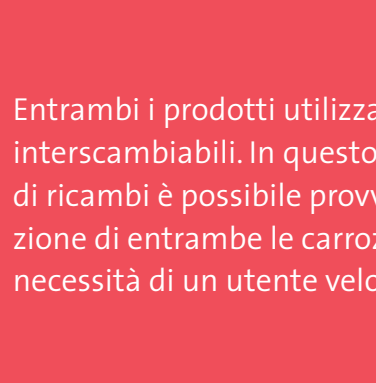 Entrambi i prodotti utilizza
interscambiabili. In questo
di ricambi è possibile provv
zione di entrambe le carroz
necessità di un utente velo